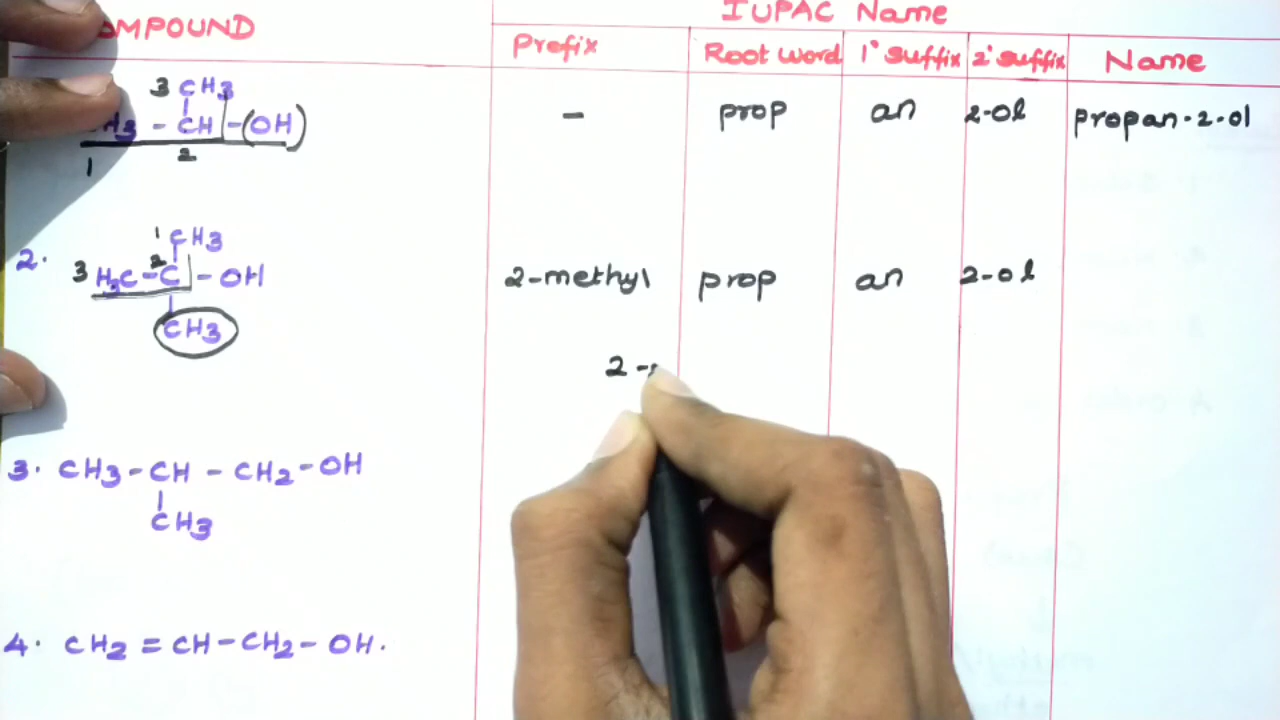 IUPAC Name
OMPOUND Prefix Root word 1° suffix 2° suffix Name
3 CH3
H3 - CH - (OH) - prop an 2-ol propan-2-ol
1 2
1 CH3
2. 3 H3C - 2 C - OH 2-methyl prop an 2-ol
CH3
2-
3. CH3 - CH - CH2 - OH
CH3
4. CH2 = CH - CH2 - OH.